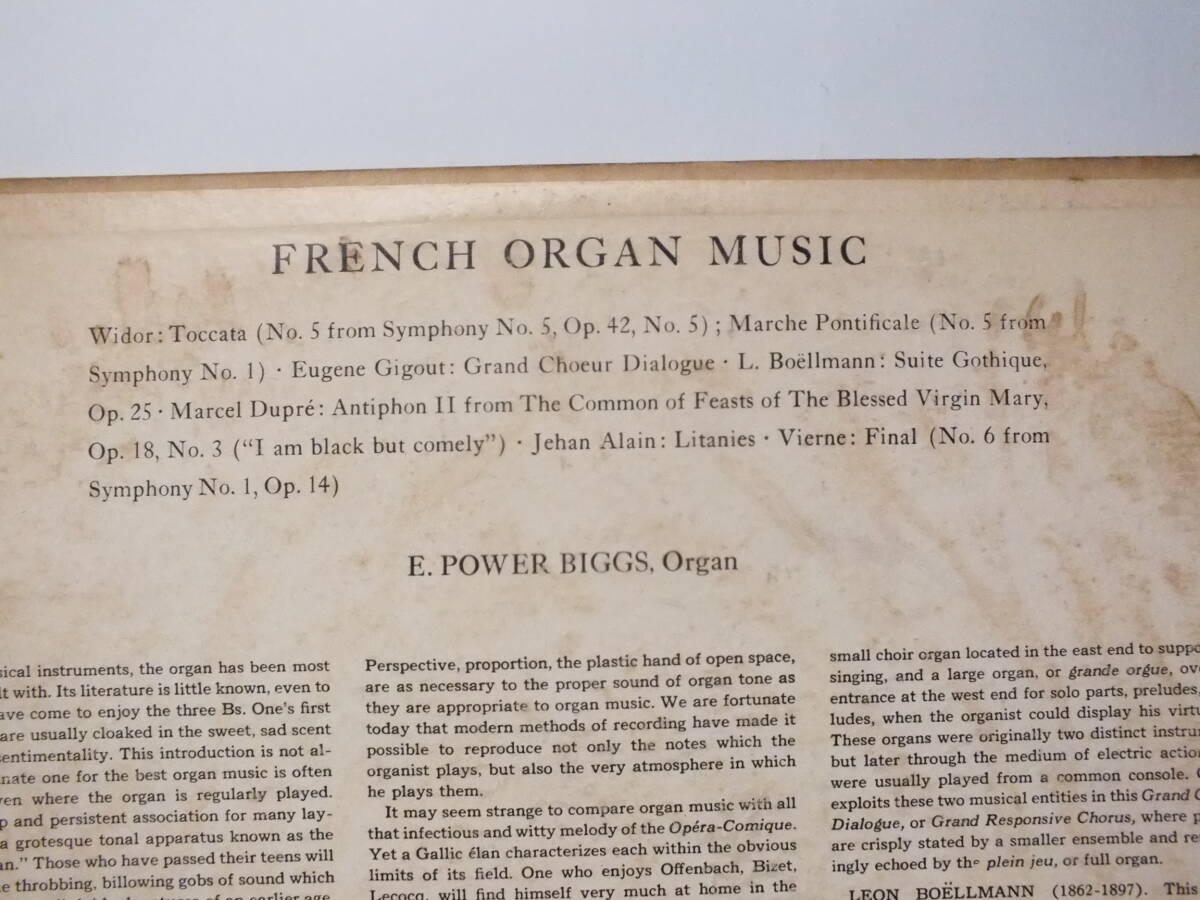 FRENCH ORGAN MUSIC
Widor: Toccata (No. 5 from Symphony No. 5, Op. 42, No. 5) ; Marche Pontificale (No. 5 from
Symphony No. 1) · Eugene Gigout: Grand Choeur Dialogue · L. Boëllmann: Suite Gothique,
Op. 25 · Marcel Dupré: Antiphon II from The Common of Feasts of The Blessed Virgin Mary,
Op. 18, No. 3 (“I am black but comely”) · Jehan Alain: Litanies · Vierne: Final (No. 6 from
Symphony No. 1, Op. 14)
E. POWER BIGGS, Organ
sical instruments, the organ has been most
lt with. Its literature is little known, even to
ave come to enjoy the three Bs. One's first
are usually cloaked in the sweet, sad scent
sentimentality. This introduction is not al-
nate one for the best organ music is often
ven where the organ is regularly played.
p and persistent association for many lay-
a grotesque tonal apparatus known as the
an." Those who have passed their teens will
e throbbing, billowing gobs of sound which
of an earlier age
Perspective, proportion, the plastic hand of open space,
are as necessary to the proper sound of organ tone as
they are appropriate to organ music. We are fortunate
today that modern methods of recording have made it
possible to reproduce not only the notes which the
organist plays, but also the very atmosphere in which
he plays them.
It may seem strange to compare organ music with all
that infectious and witty melody of the Opéra-Comique.
Yet a Gallic élan characterizes each within the obvious
limits of its field. One who enjoys Offenbach, Bizet,
Lecocq, will find himself very much at home in the
small choir organ located in the east end to suppo
singing, and a large organ, or grande orgue, ov
entrance at the west end for solo parts, preludes,
ludes, when the organist could display his virtu
These organs were originally two distinct instru
but later through the medium of electric action
were usually played from a common console. G
exploits these two musical entities in this Grand C
Dialogue, or Grand Responsive Chorus, where p
are crisply stated by a smaller ensemble and re
ingly echoed by the plein jeu, or full organ.
LEON BOËLLMANN (1862-1897). This